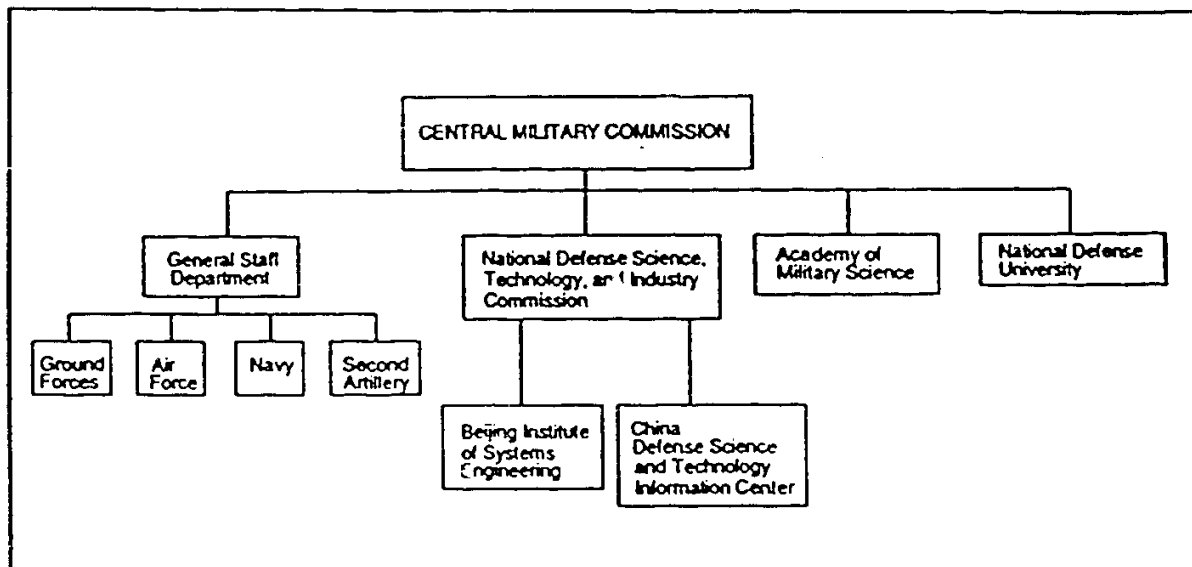 CENTRAL MILITARY COMMISSION
General Staff
Department
National Defense Science,
Technology, and Industry
Commission
Academy of
Military Science
National Defense
University
Ground
Forces
Air
Force
Navy
Second
Artillery
Beijing Institute
of Systems
Engineering
China
Defense Science
and Technology
Information Center